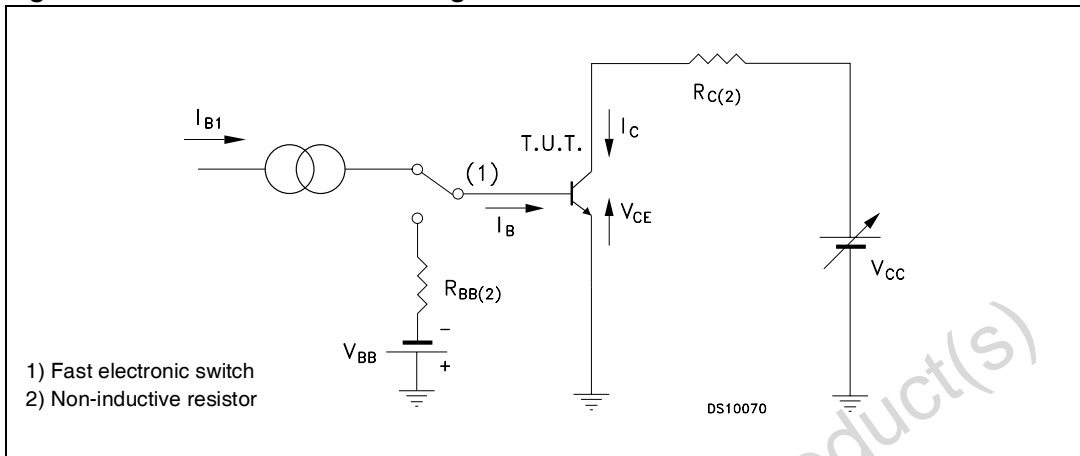 I_B1
R_C(2)
I_C
T.U.T.
(1)
V_CE
I_B
V_CC
R_BB(2)
−
V_BB
+
1) Fast electronic switch
2) Non-inductive resistor
DS10070
duct(s)